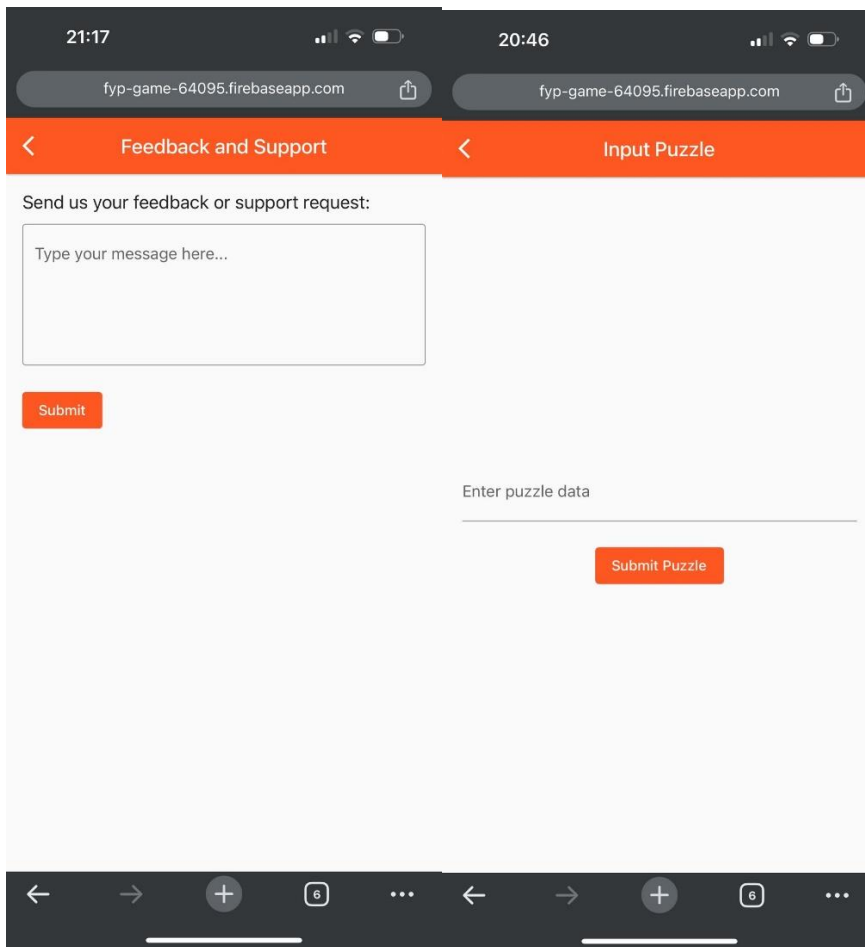 21:17
fyp-game-64095.firebaseapp.com
Feedback and Support
Send us your feedback or support request:
Type your message here...
Submit
6
20:46
fyp-game-64095.firebaseapp.com
Input Puzzle
Enter puzzle data
Submit Puzzle
6